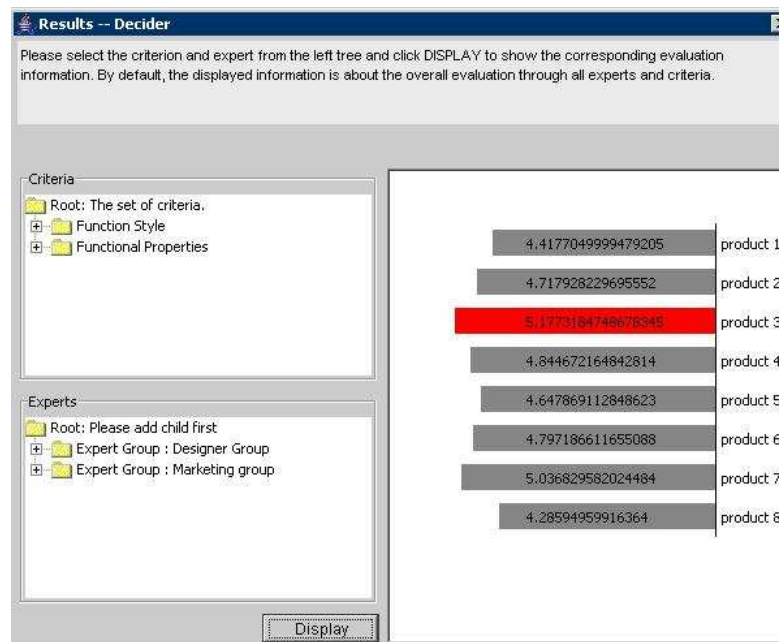 Results -- Decider
Please select the criterion and expert from the left tree and click DISPLAY to show the corresponding evaluation
information. By default, the displayed information is about the overall evaluation through all experts and criteria.
Criteria
Root: The set of criteria.
Function Style
Functional Properties
Experts
Root: Please add child first
Expert Group : Designer Group
Expert Group : Marketing group
Display
4.4177049999479205 product 1
4.717928229695552 product 2
5.1773184748678345 product 3
4.844672164842814 product 4
4.647869112848623 product 5
4.797186611655088 product 6
5.036829582024484 product 7
4.28594959916364 product 8